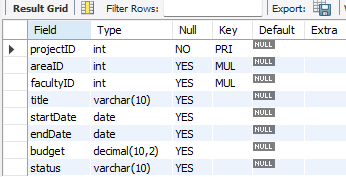 Result Grid Filter Rows: Export:
Field Type Null Key Default Extra
projectID int NO PRI NULL
areaID int YES MUL NULL
facultyID int YES MUL NULL
title varchar(10) YES NULL
startDate date YES NULL
endDate date YES NULL
budget decimal(10,2) YES NULL
status varchar(10) YES NULL